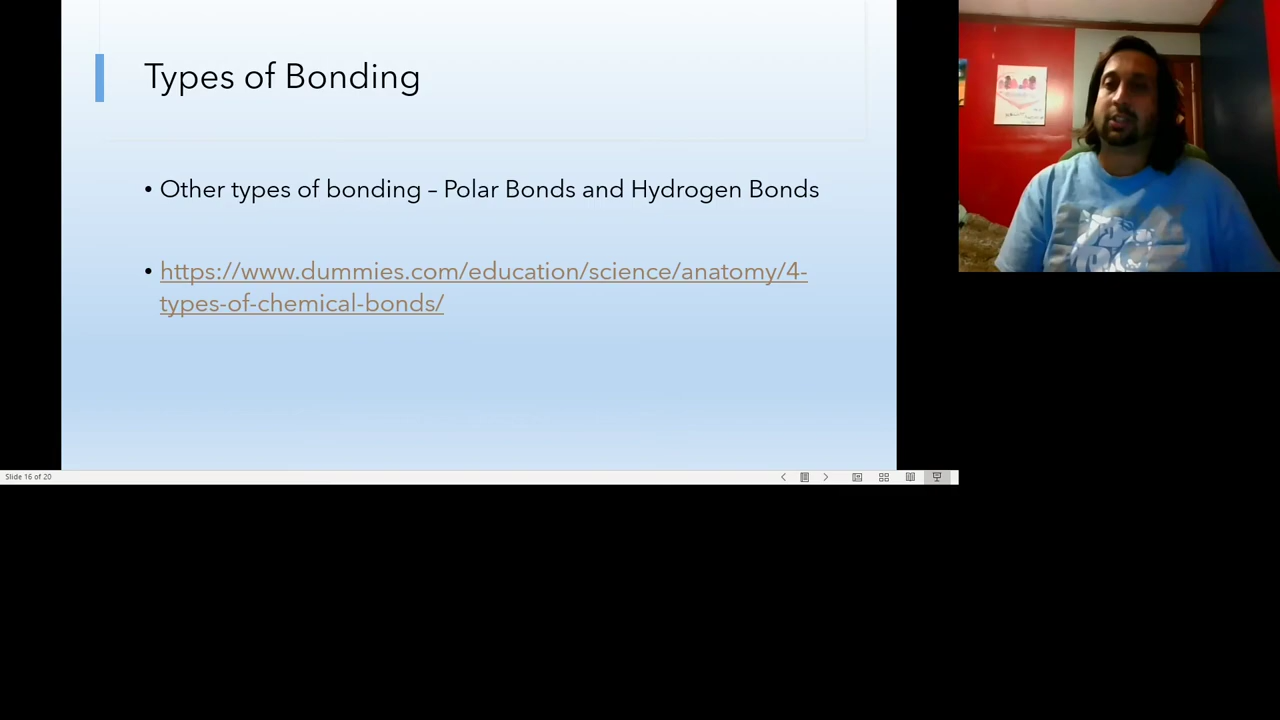 Types of Bonding
• Other types of bonding – Polar Bonds and Hydrogen Bonds
• https://www.dummies.com/education/science/anatomy/4-
types-of-chemical-bonds/
Slide 16 of 20